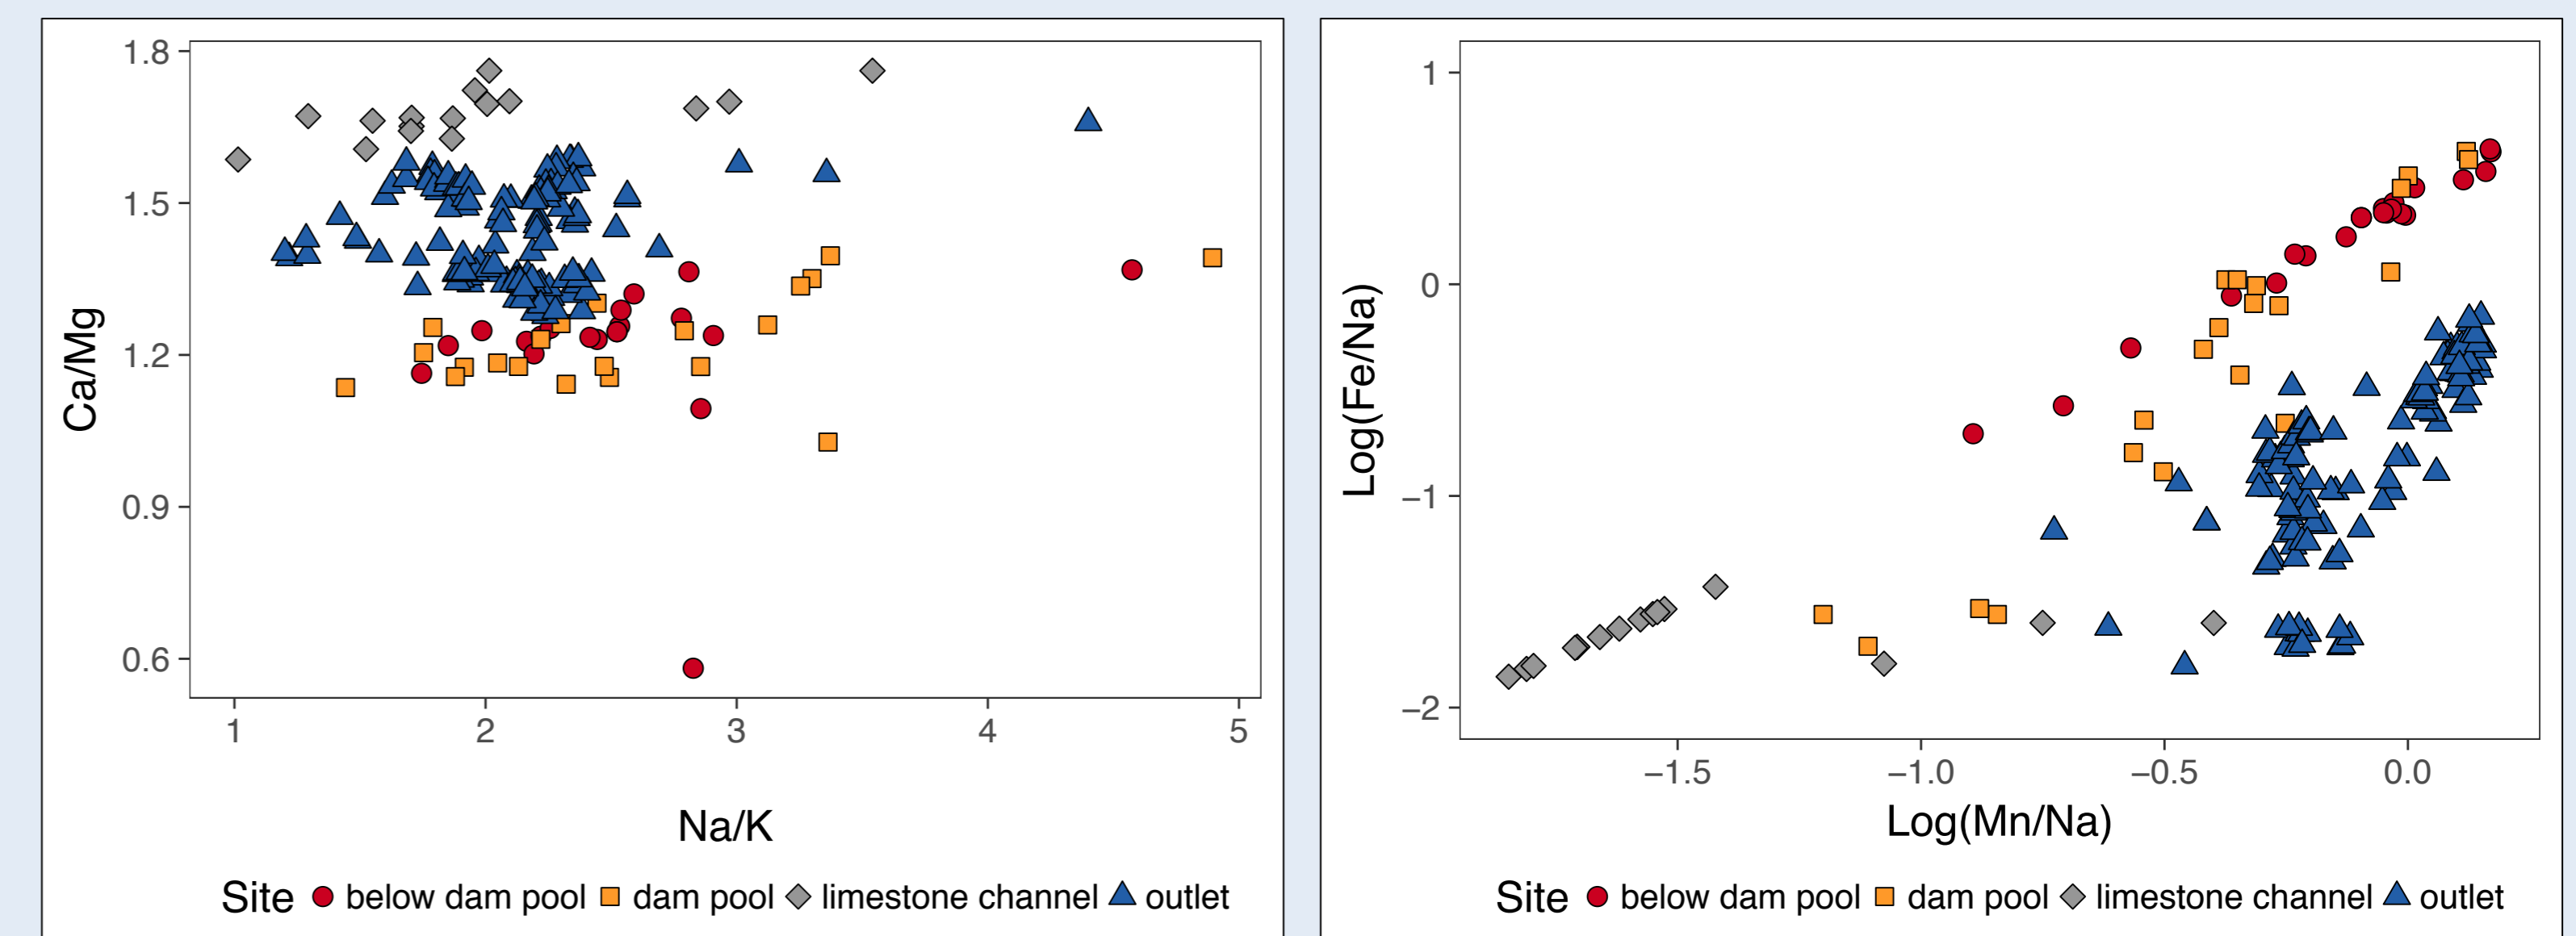 1.8
1.5
1.2
0.9
0.6
Ca/Mg
1 2 3 4 5
Na/K
Site below dam pool dam pool limestone channel outlet
1
0
−1
−2
Log(Fe/Na)
−1.5 −1.0 −0.5 0.0
Log(Mn/Na)
Site below dam pool dam pool limestone channel outlet